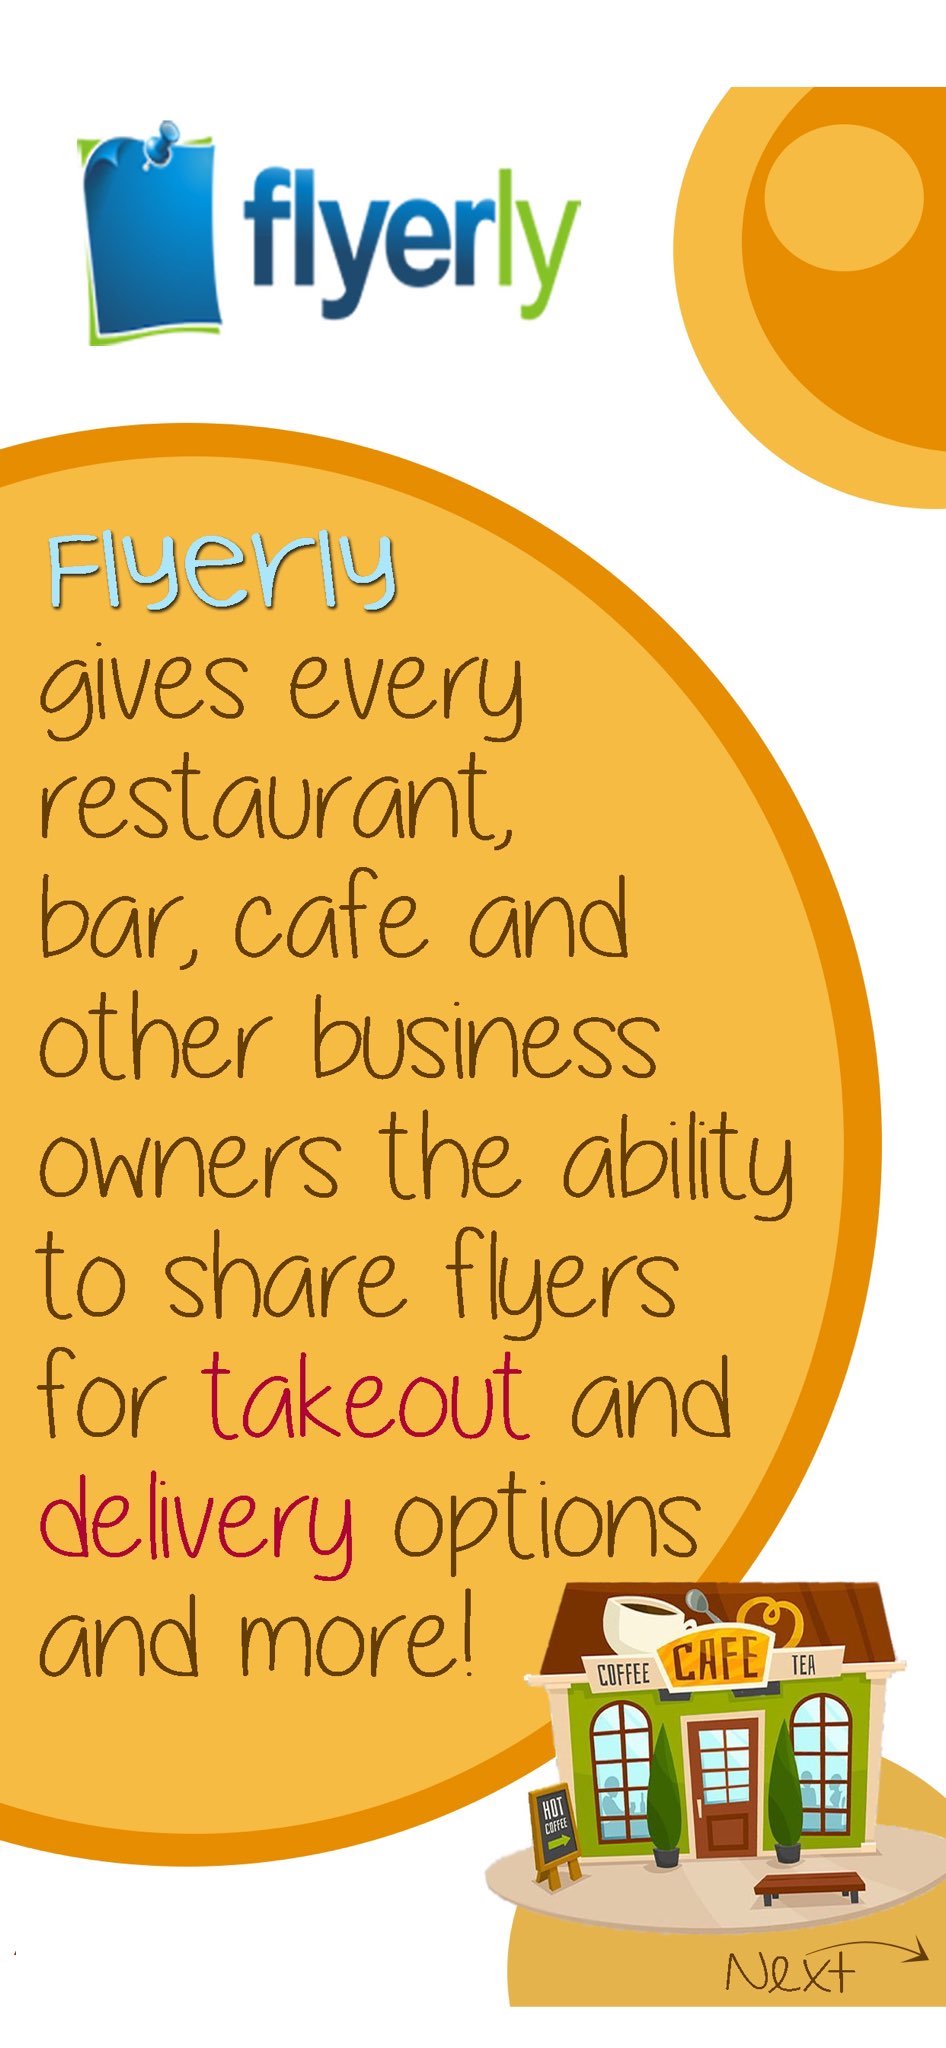 flyerly
Flyerly
gives every
restaurant,
bar, cafe and
other business
owners the ability
to share flyers
for takeout and
delivery options
and more!
COFFEE CAFE TEA
HOT
COFFEE
Next